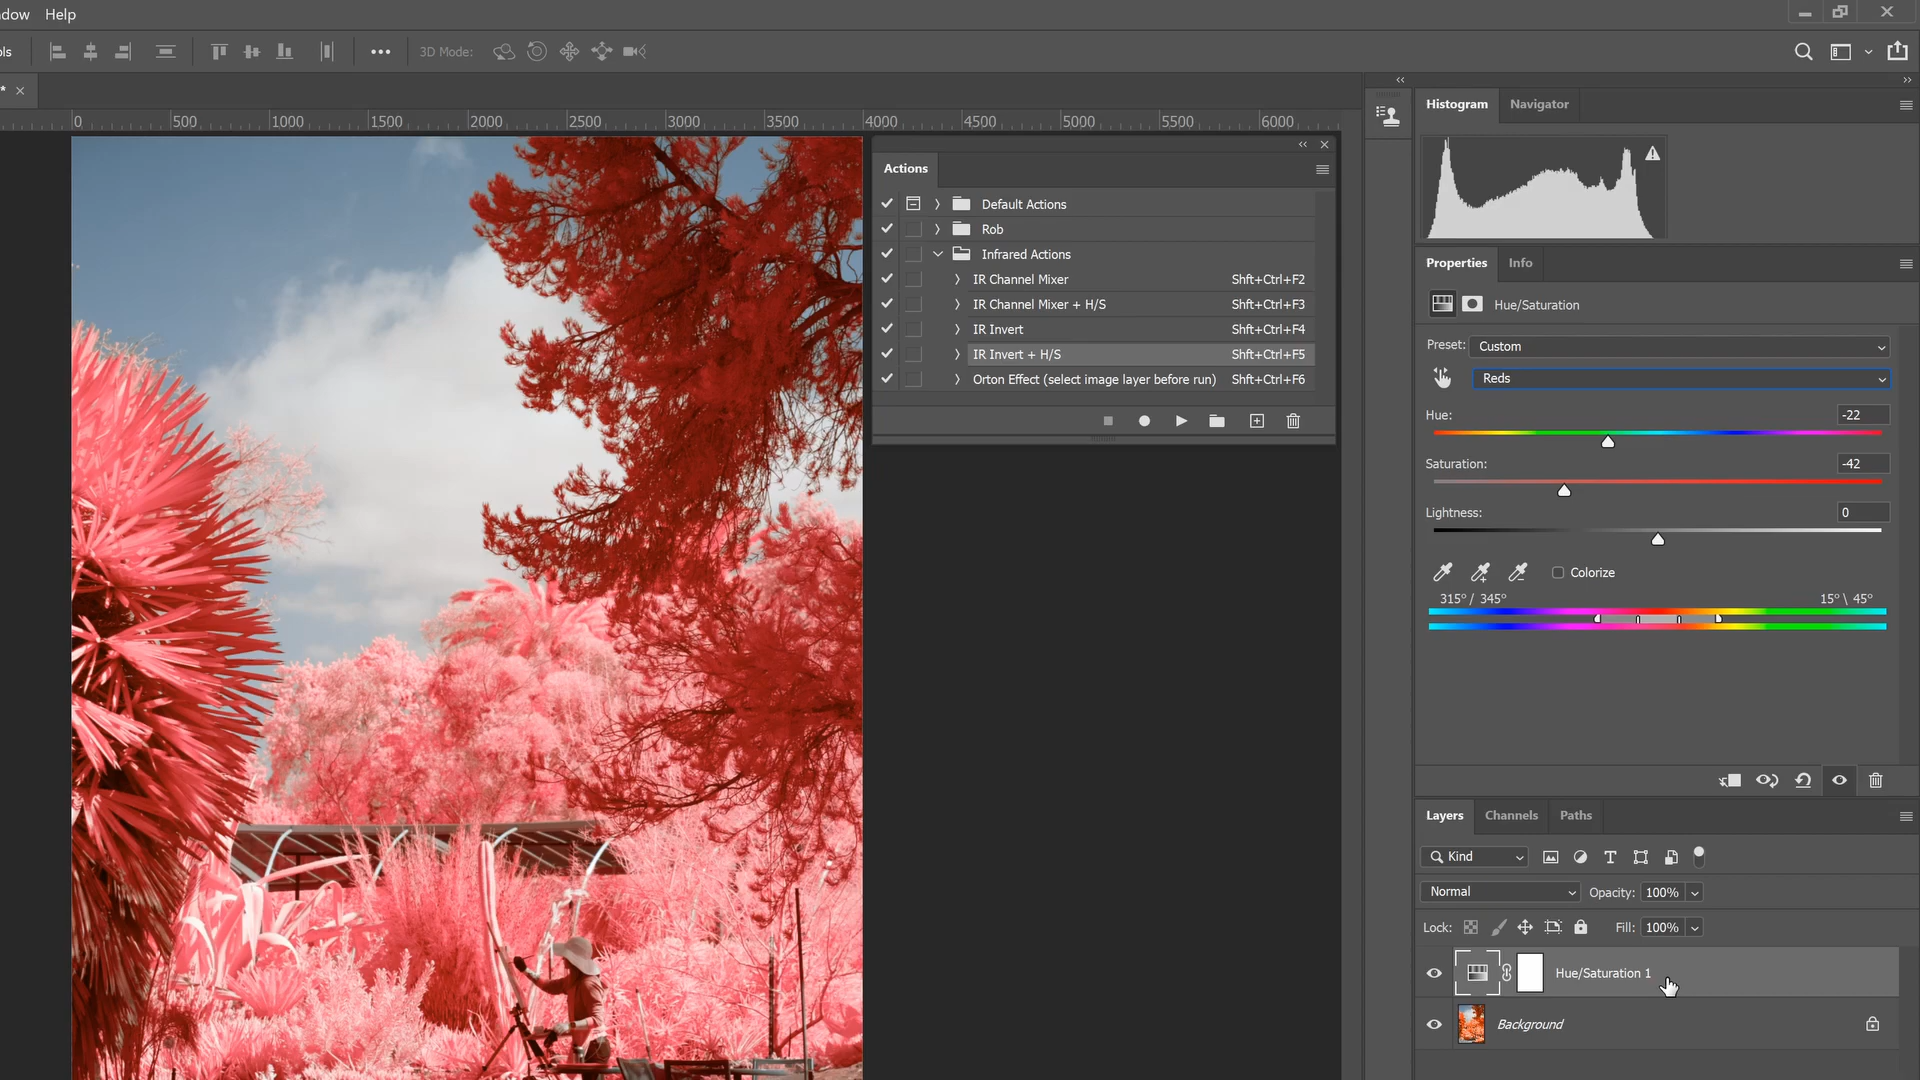 dow Help
ols 3D Mode:
* ×
0 500 1000 1500 2000 2500 3000 3500 4000 4500 5000 5500 6000
Actions
Default Actions
Rob
Infrared Actions
IR Channel Mixer Shft+Ctrl+F2
IR Channel Mixer + H/S Shft+Ctrl+F3
IR Invert Shft+Ctrl+F4
IR Invert + H/S Shft+Ctrl+F5
Orton Effect (select image layer before run) Shft+Ctrl+F6
Histogram Navigator
Properties Info
Hue/Saturation
Preset: Custom
Reds
Hue: -22
Saturation: -42
Lightness: 0
Colorize
315º / 345º 15º \ 45º
Layers Channels Paths
Kind
Normal Opacity: 100%
Lock: Fill: 100%
Hue/Saturation 1
Background